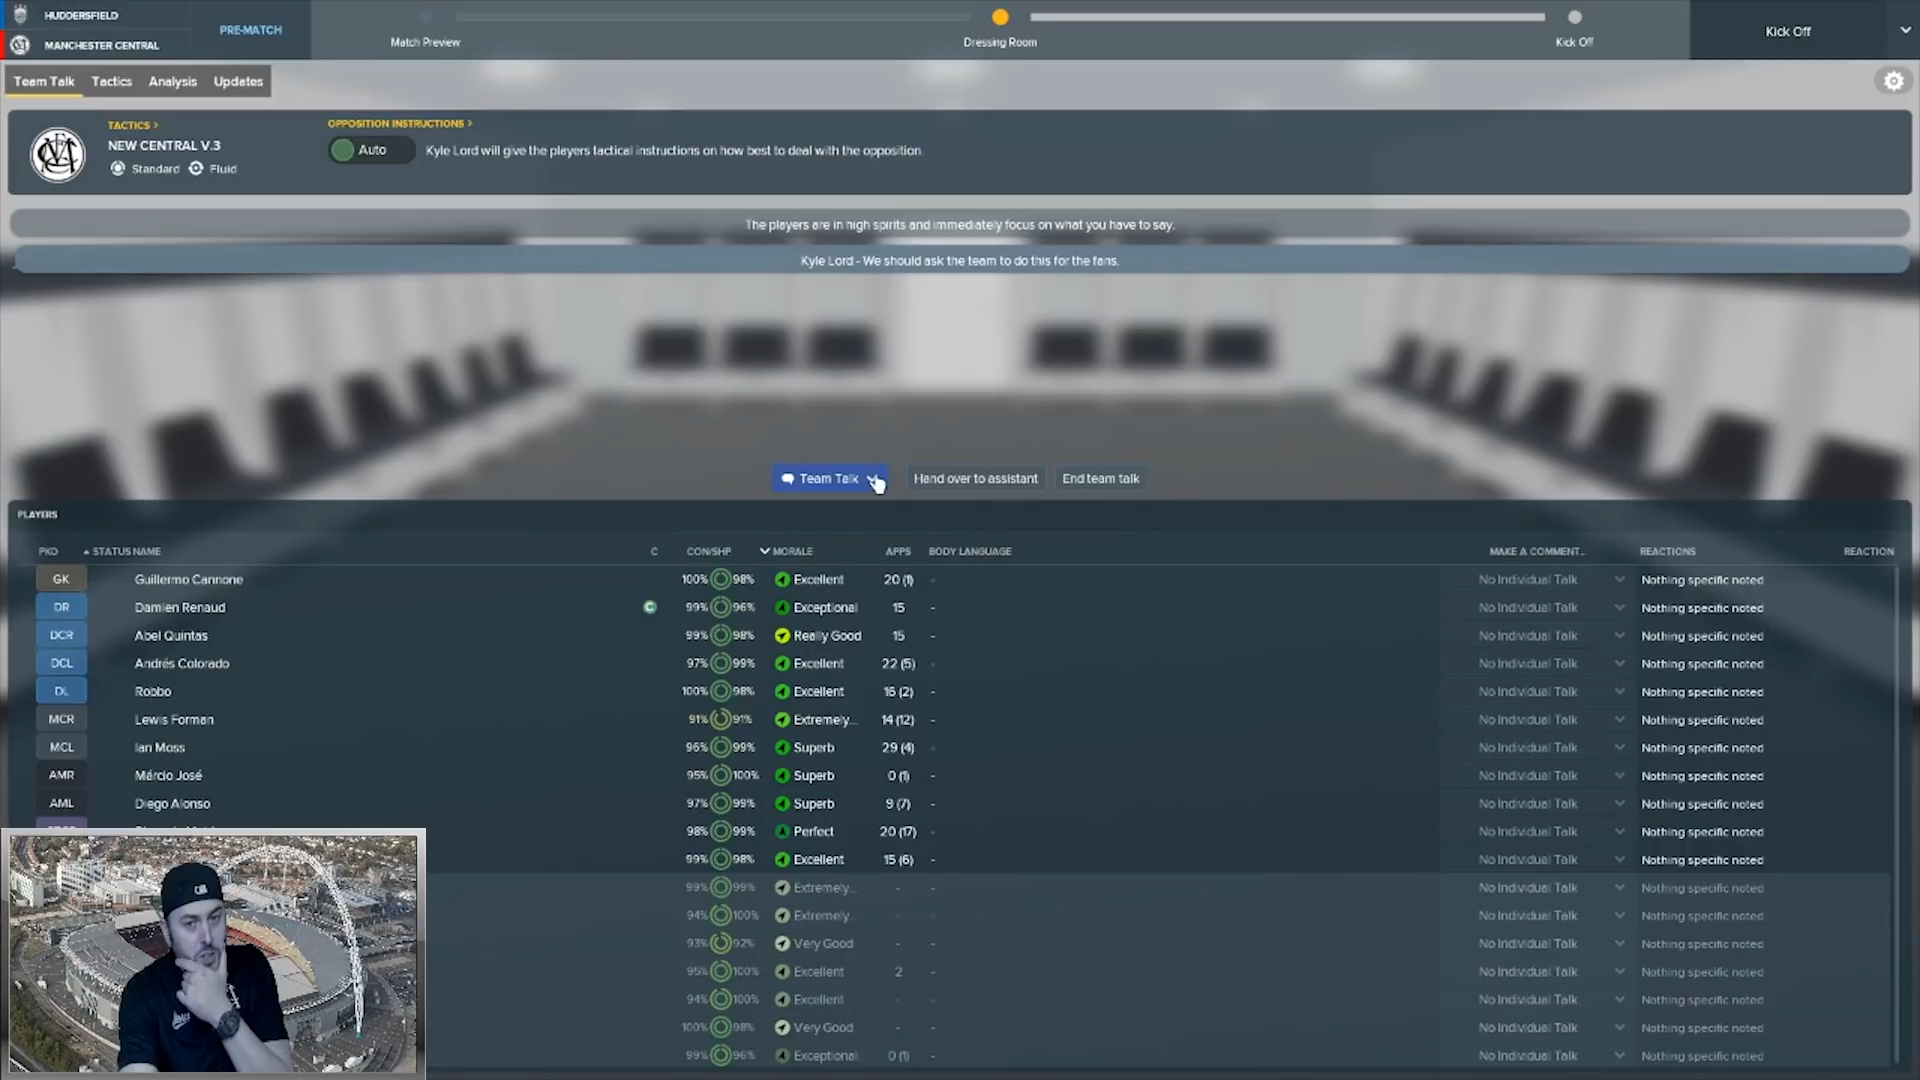 HUDDERSFIELD
MANCHESTER CENTRAL
PRE-MATCH
Match Preview
Dressing Room
Kick Off
Kick Off
Team Talk Tactics Analysis Updates
TACTICS >
NEW CENTRAL V.3
Standard Fluid
OPPOSITION INSTRUCTIONS >
Auto Kyle Lord will give the players tactical instructions on how best to deal with the opposition.
The players are in high spirits and immediately focus on what you have to say.
Kyle Lord - We should ask the team to do this for the fans.
Team Talk Hand over to assistant End team talk
PLAYERS
PKD STATUS NAME C CON/SHP MORALE APPS BODY LANGUAGE MAKE A COMMENT... REACTIONS REACTION
GK Guillermo Cannone 100% 98% Excellent 20 (1) - No Individual Talk Nothing specific noted
DR Damien Renaud C 99% 96% Exceptional 15 - No Individual Talk Nothing specific noted
DCR Abel Quintas 99% 98% Really Good 15 - No Individual Talk Nothing specific noted
DCL Andrés Colorado 97% 99% Excellent 22 (5) - No Individual Talk Nothing specific noted
DL Robbo 100% 98% Excellent 16 (2) - No Individual Talk Nothing specific noted
MCR Lewis Forman 91% 91% Extremely... 14 (12) - No Individual Talk Nothing specific noted
MCL Ian Moss 96% 99% Superb 29 (4) - No Individual Talk Nothing specific noted
AMR Márcio José 95% 100% Superb 0 (1) - No Individual Talk Nothing specific noted
AML Diego Alonso 97% 99% Superb 9 (7) - No Individual Talk Nothing specific noted
98% 99% Perfect 20 (17) - No Individual Talk Nothing specific noted
99% 98% Excellent 15 (6) - No Individual Talk Nothing specific noted
99% 99% Extremely... - - No Individual Talk Nothing specific noted
94% 100% Extremely... - - No Individual Talk Nothing specific noted
93% 92% Very Good - - No Individual Talk Nothing specific noted
95% 100% Excellent 2 - No Individual Talk Nothing specific noted
94% 100% Excellent - - No Individual Talk Nothing specific noted
100% 98% Very Good - - No Individual Talk Nothing specific noted
99% 96% Exceptional 0 (1) - No Individual Talk Nothing specific noted